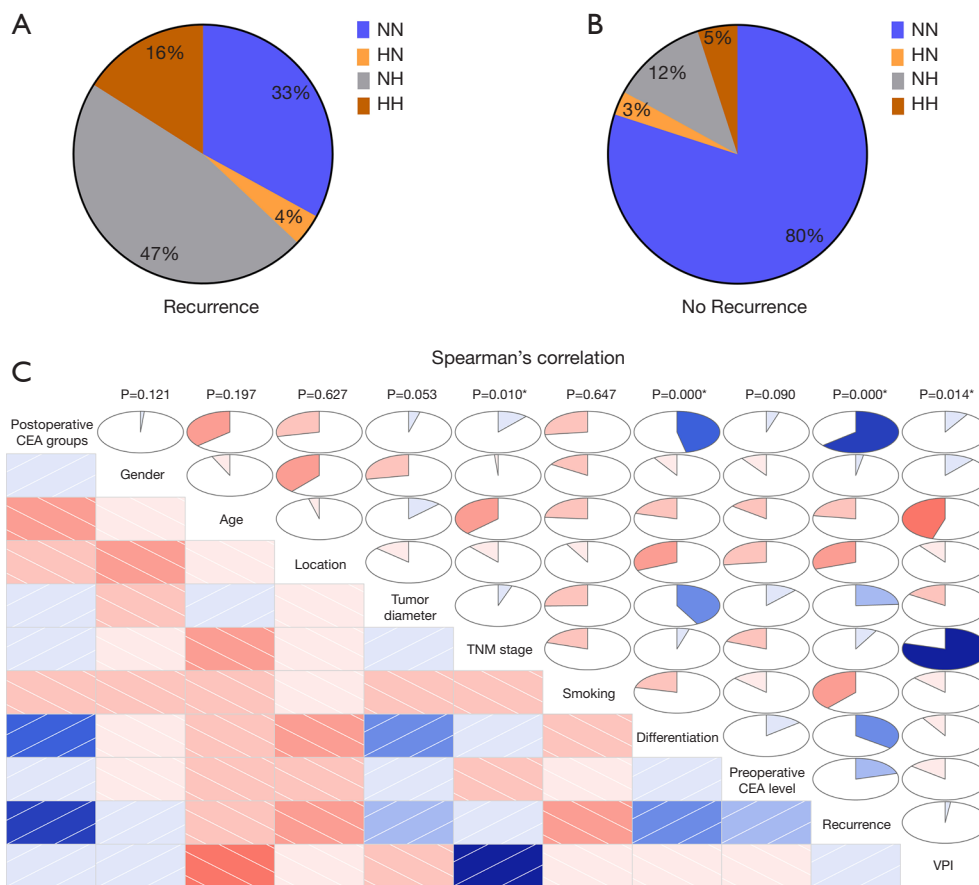 A
NN
HN
NH
HH
16%
33%
4%
47%
Recurrence
B
NN
HN
NH
HH
5%
12%
3%
80%
No Recurrence
C
Spearman's correlation
P=0.121 P=0.197 P=0.627 P=0.053 P=0.010* P=0.647 P=0.000* P=0.090 P=0.000* P=0.014*
Postoperative
CEA groups
Gender
Age
Location
Tumor
diameter
TNM stage
Smoking
Differentiation
Preoperative
CEA level
Recurrence
VPI